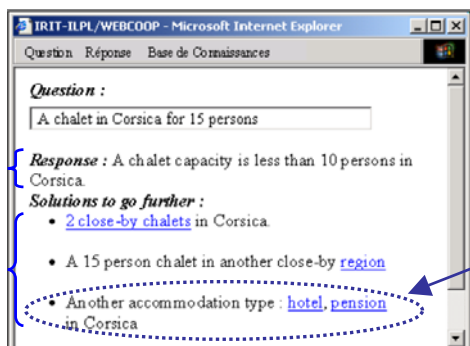 IRIT-ILPL/WEBCOOP - Microsoft Internet Explorer
Question Réponse Base de Connaissances
Question :
A chalet in Corsica for 15 persons
Response : A chalet capacity is less than 10 persons in
Corsica.
Solutions to go further :
• 2 close-by chalets in Corsica.
• A 15 person chalet in another close-by region
• Another accommodation type : hotel, pension
in Corsica